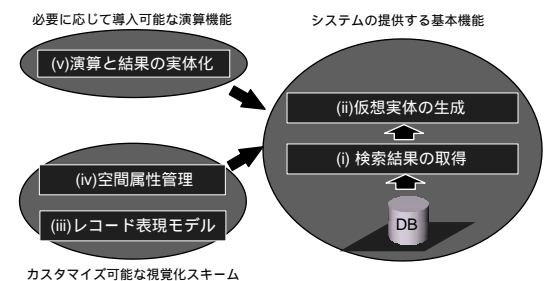 必要に応じて導入可能な演算機能
システムの提供する基本機能
(v)演算と結果の実体化
(ii)仮想実体の生成
(i) 検索結果の取得
(iv)空間属性管理
(iii)レコード表現モデル
DB
カスタマイズ可能な視覚化スキーム